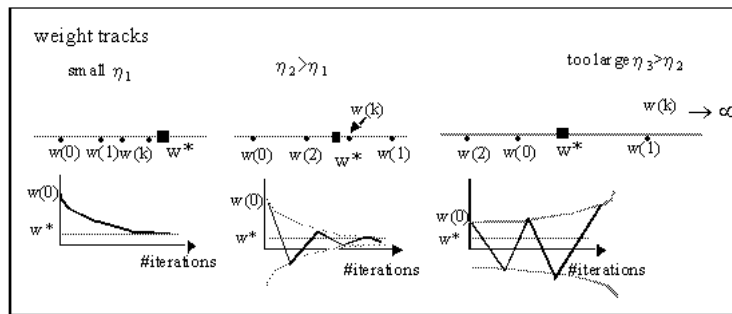 weight tracks
small η₁
η₂>η₁
too large η₃>η₂
w(k)
w(k) → ∞
w(0) w(1) w(k) w*
w(0) w(2) w* w(1)
w(2) w(0) w* w(1)
w(0)
w*
#iterations
w(0)
w*
#iterations
w(0)
w*
#iterations